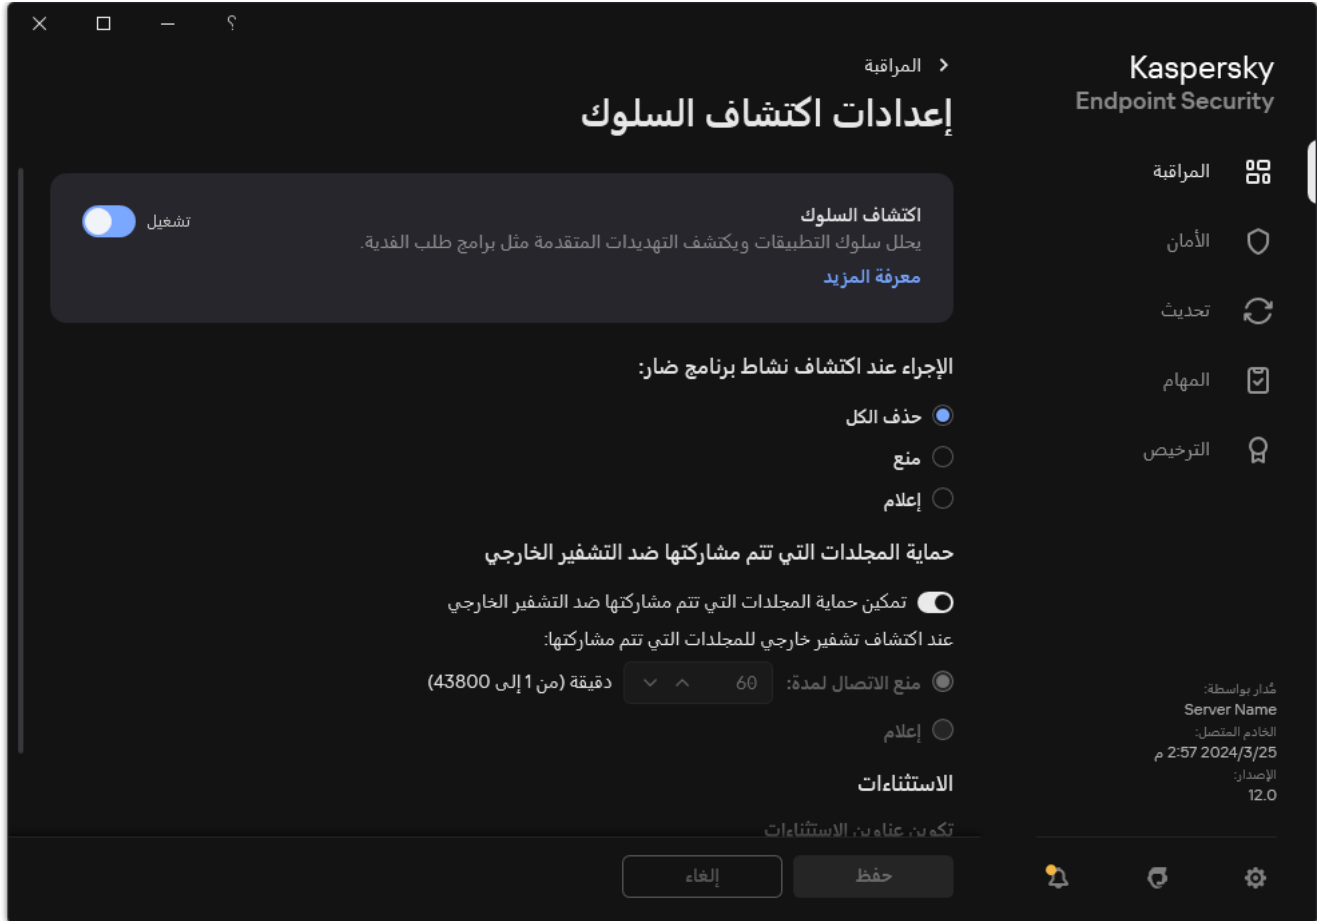 ؟
Kaspersky
Endpoint Security
المراقبة
الأمان
تحديث
المهام
الترخيص
مُدار بواسطة:
Server Name
الخادم المتصل:
2024/3/25 2:57 م
الإصدار:
12.0
المراقبة
إعدادات اكتشاف السلوك
اكتشاف السلوك
تشغيل
يحلل سلوك التطبيقات ويكتشف التهديدات المتقدمة مثل برامج طلب الفدية.
معرفة المزيد
الإجراء عند اكتشاف نشاط برنامج ضار:
حذف الكل
منع
إعلام
حماية المجلدات التي تتم مشاركتها ضد التشفير الخارجي
تمكين حماية المجلدات التي تتم مشاركتها ضد التشفير الخارجي
عند اكتشاف تشفير خارجي للمجلدات التي تتم مشاركتها:
منع الاتصال لمدة: 60 دقيقة (من 1 إلى 43800)
إعلام
الاستثناءات
تكوين عناوين الاستثناءات
حفظ
إلغاء